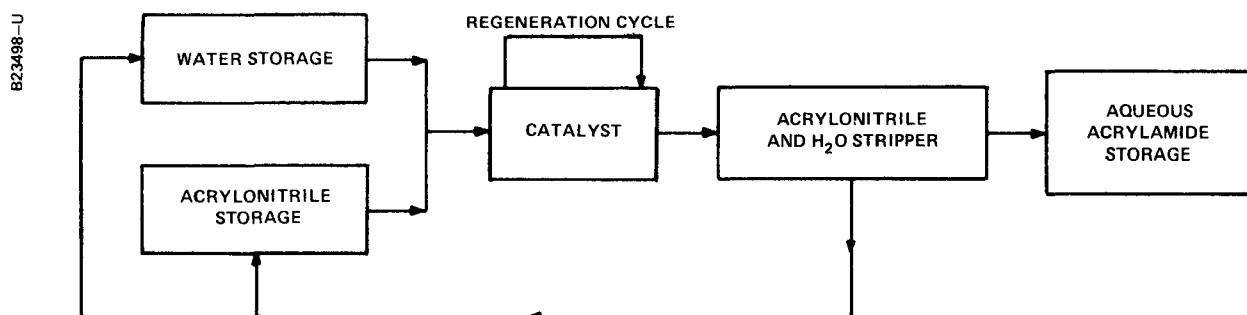 B23498-U
REGENERATION CYCLE
WATER STORAGE
CATALYST
ACRYLONITRILE
AND H₂O STRIPPER
AQUEOUS
ACRYLAMIDE
STORAGE
ACRYLONITRILE
STORAGE